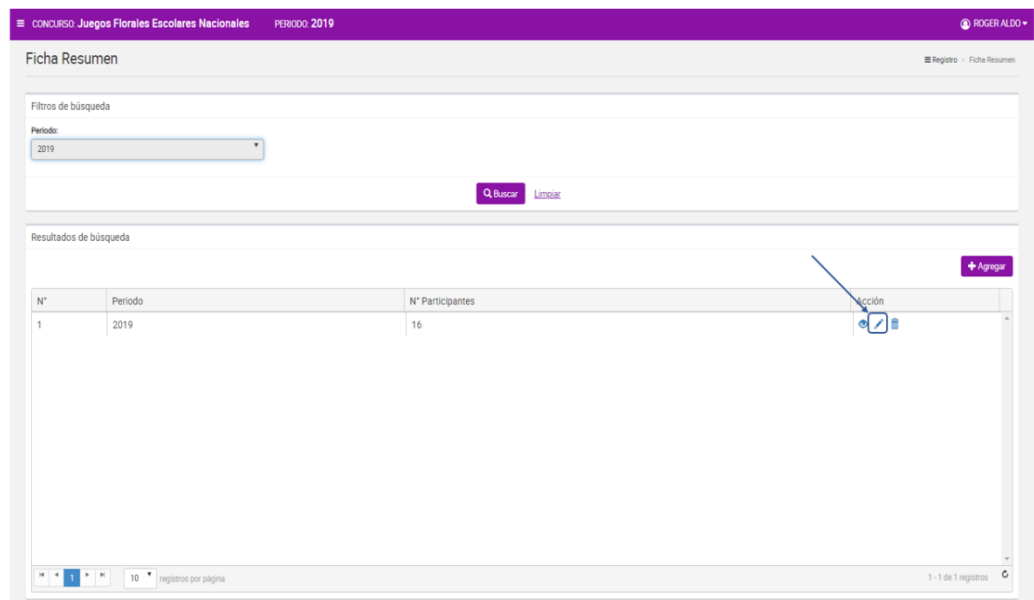 CONCURSO: Juegos Florales Escolares Nacionales PERIODO: 2019 ROGER ALDO
Ficha Resumen Registro > Ficha Resumen
Filtros de búsqueda
Periodo:
2019
Buscar Limpiar
Resultados de búsqueda
Agregar
N° Periodo N° Participantes Acción
1 2019 16
1 10 registros por página 1 - 1 de 1 registros